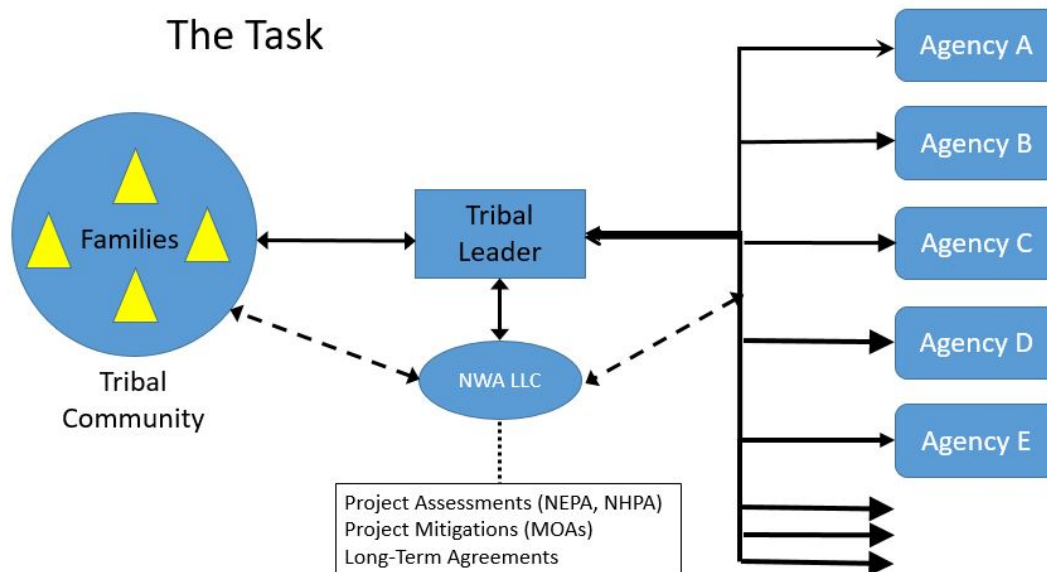 The Task
Families
Tribal
Community
Tribal
Leader
NWA LLC
Project Assessments (NEPA, NHPA)
Project Mitigations (MOAs)
Long-Term Agreements
Agency A
Agency B
Agency C
Agency D
Agency E